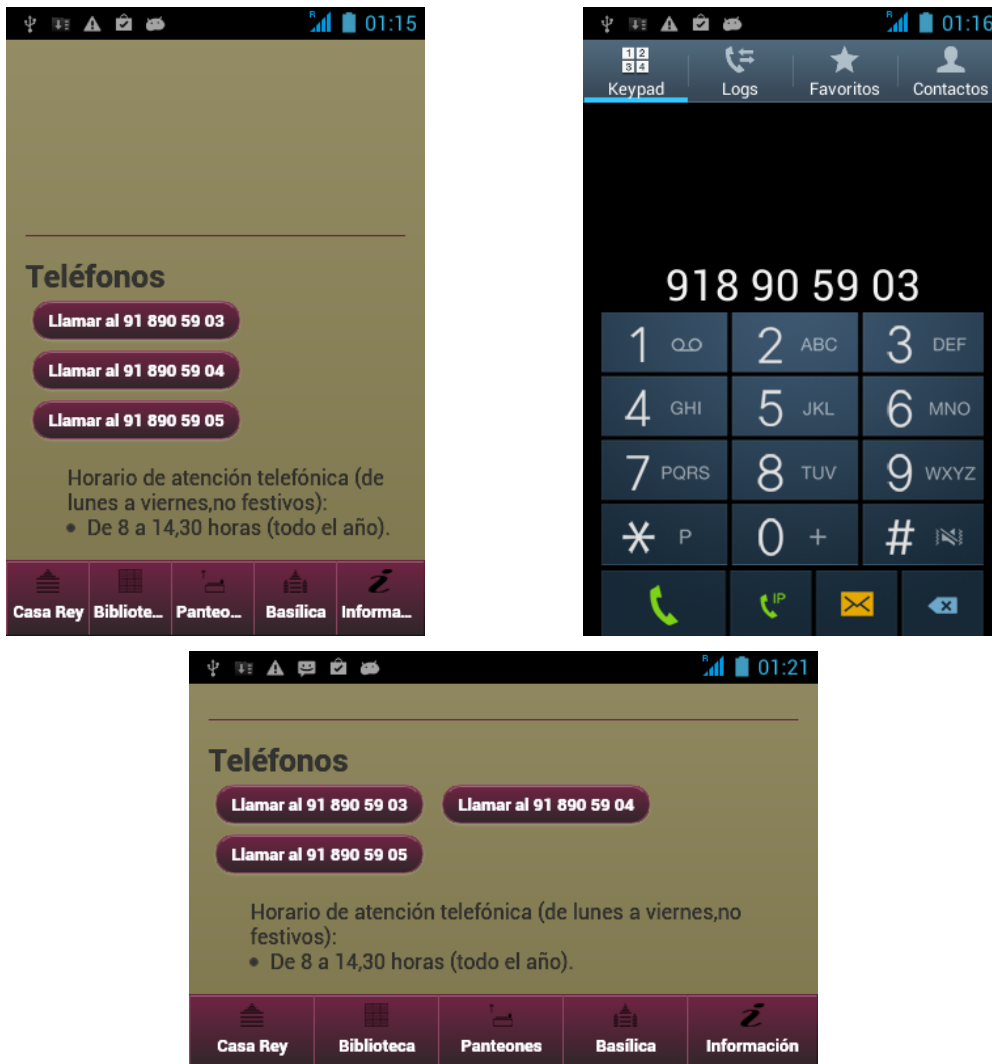 01:15
Teléfonos
Llamar al 91 890 59 03
Llamar al 91 890 59 04
Llamar al 91 890 59 05
Horario de atención telefónica (de
lunes a viernes,no festivos):
• De 8 a 14,30 horas (todo el año).
Casa Rey Bibliote... Panteo... Basílica Informa...
R 01:16
1 2
3 4
Keypad Logs Favoritos Contactos
918 90 59 03
1 2 ABC 3 DEF
4 GHI 5 JKL 6 MNO
7 PQRS 8 TUV 9 WXYZ
* P 0 + #
IP
R 01:21
Teléfonos
Llamar al 91 890 59 03 Llamar al 91 890 59 04
Llamar al 91 890 59 05
Horario de atención telefónica (de lunes a viernes,no
festivos):
• De 8 a 14,30 horas (todo el año).
Casa Rey Biblioteca Panteones Basílica Información